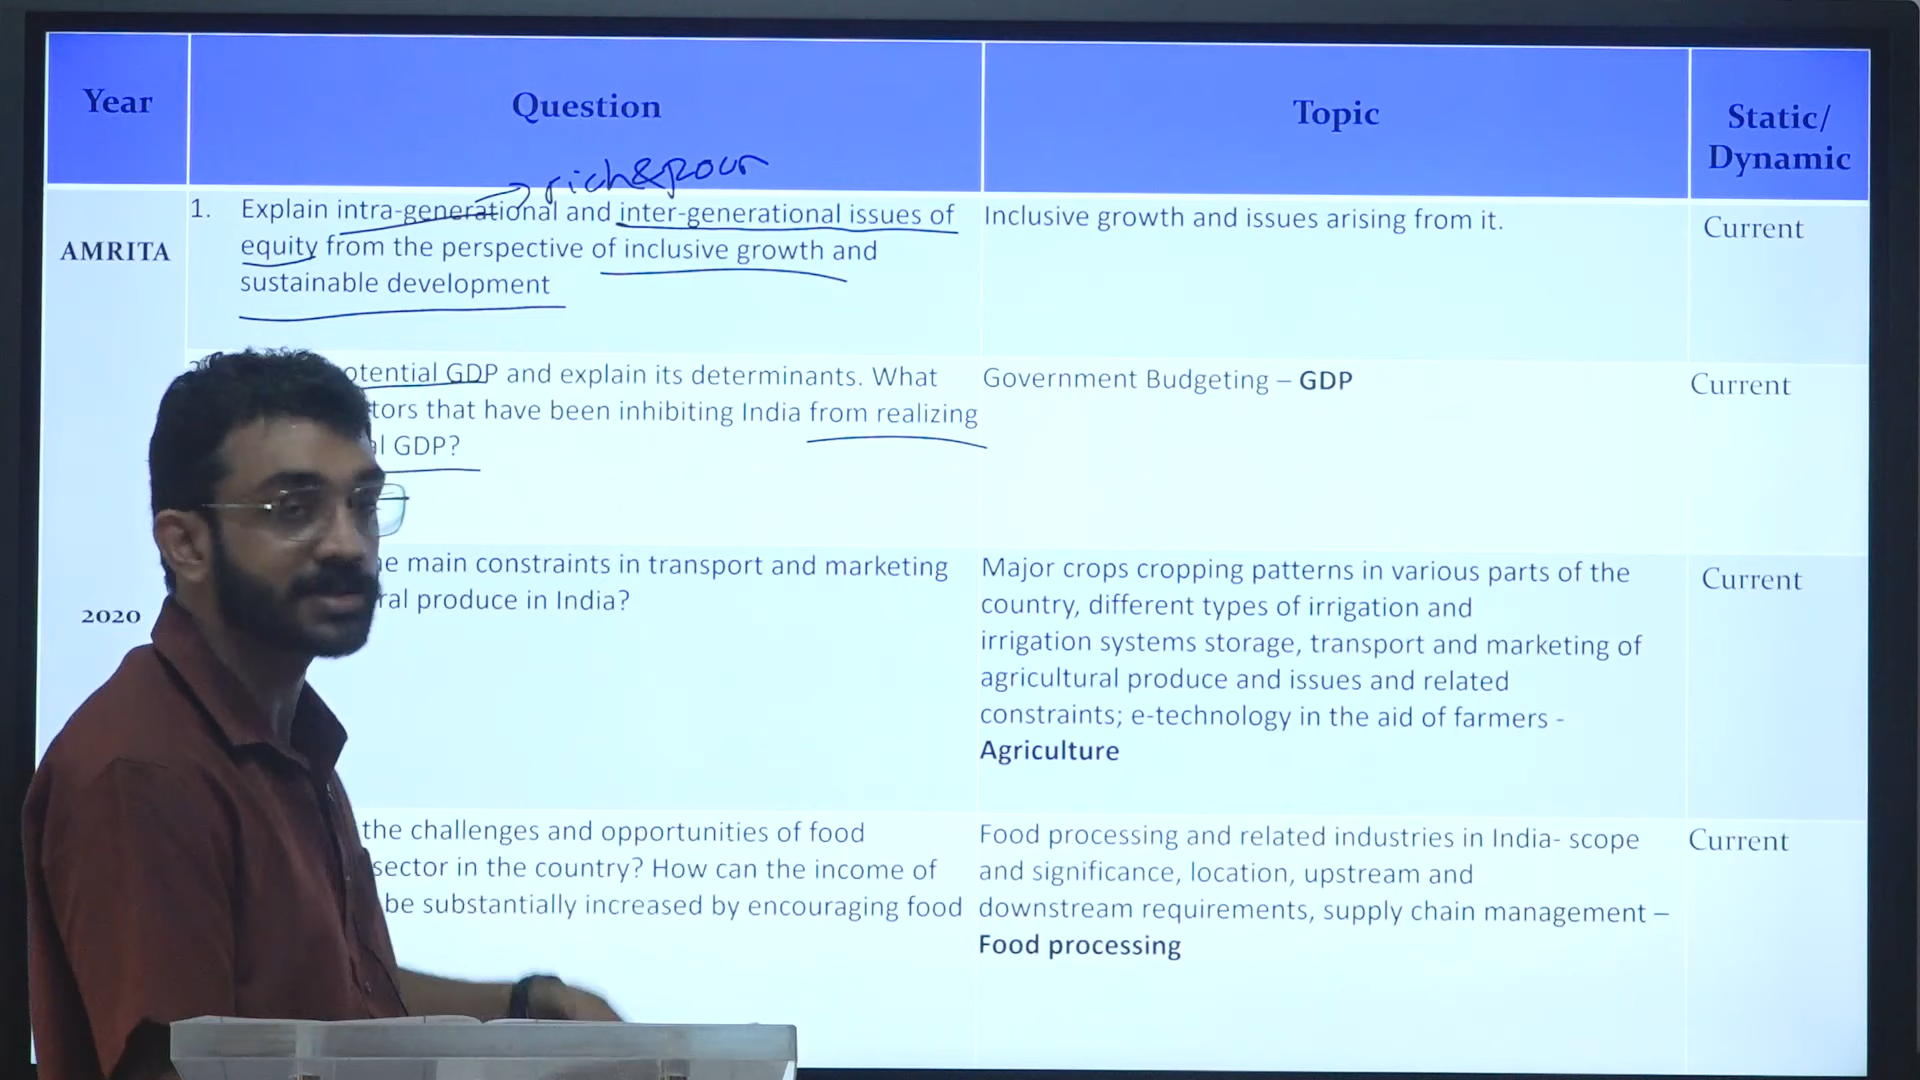 Year
Question
Topic
Static/
Dynamic
rich&poor
AMRITA
1. Explain intra-generational and inter-generational issues of
equity from the perspective of inclusive growth and
sustainable development
Inclusive growth and issues arising from it.
Current
potential GDP and explain its determinants. What
that have been inhibiting India from realizing
GDP?
Government Budgeting – GDP
Current
2020
main constraints in transport and marketing
produce in India?
Major crops cropping patterns in various parts of the
country, different types of irrigation and
irrigation systems storage, transport and marketing of
agricultural produce and issues and related
constraints; e-technology in the aid of farmers -
Agriculture
Current
the challenges and opportunities of food
sector in the country? How can the income of
be substantially increased by encouraging food
Food processing and related industries in India- scope
and significance, location, upstream and
downstream requirements, supply chain management –
Food processing
Current